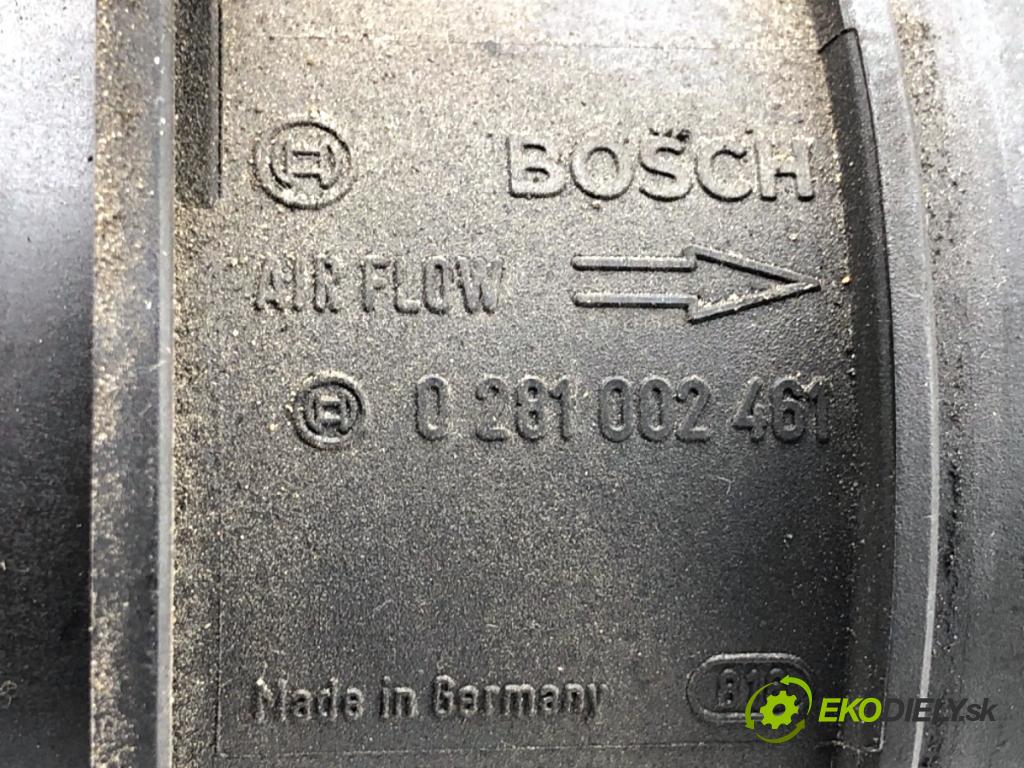 BOSCH
AIR FLOW
0 281 002 461
Made in Germany
EKODIELY.sk